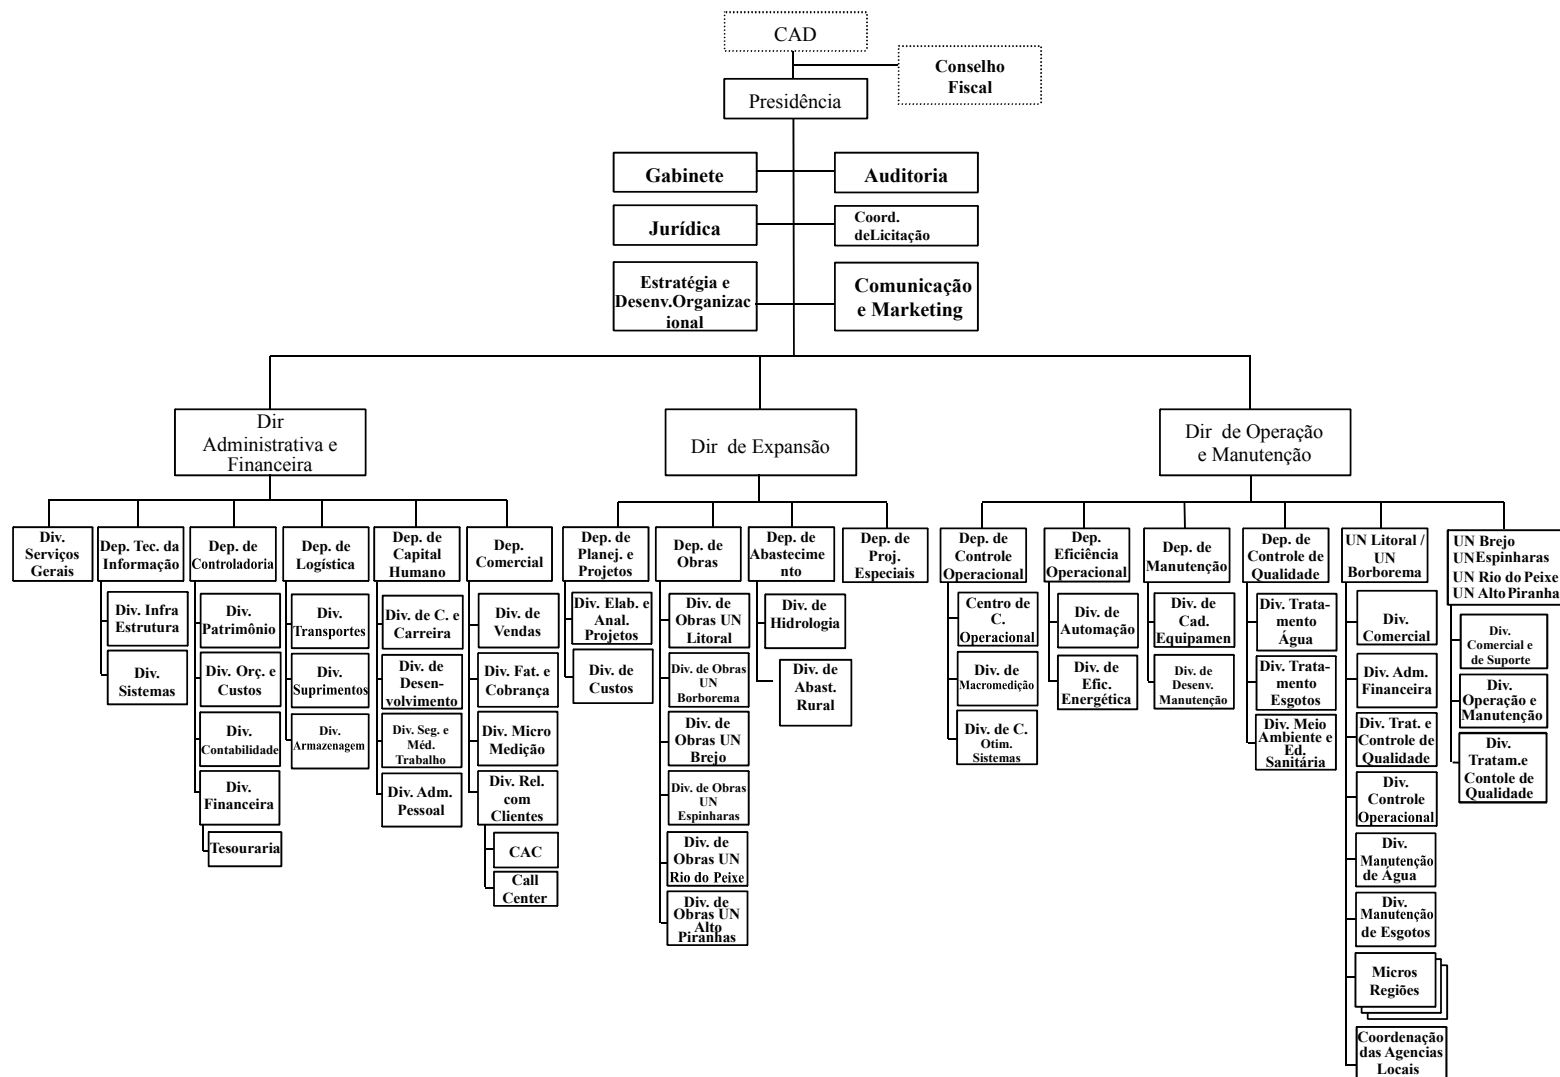 CAD
Conselho
Fiscal
Presidência
Gabinete
Auditoria
Jurídica
Coord.
deLicitação
Estratégia e
Desenv.Organizac
ional
Comunicação
e Marketing
Dir
Administrativa e
Financeira
Dir de Expansão
Dir de Operação
e Manutenção
Div.
Serviços
Gerais
Dep. Tec. da
Informação
Div. Infra
Estrutura
Div.
Sistemas
Dep. de
Controladoria
Div.
Patrimônio
Div. Orç. e
Custos
Div.
Contabilidade
Div.
Financeira
Tesouraria
Dep. de
Logística
Div.
Transportes
Div.
Suprimentos
Div.
Armazenagem
Dep. de
Capital
Humano
Div. de C. e
Carreira
Div. de
Desen-
volvimento
Div. Seg. e
Méd.
Trabalho
Div. Adm.
Pessoal
Dep.
Comercial
Div. de
Vendas
Div. Fat. e
Cobrança
Div. Micro
Medição
Div. Rel.
com
Clientes
CAC
Call
Center
Dep. de
Planej. e
Projetos
Div. Elab. e
Anal.
Projetos
Div. de
Custos
Dep. de
Obras
Div. de
Obras UN
Litoral
Div. de Obras
UN
Borborema
Div. de
Obras UN
Brejo
Div. de Obras
UN
Espinharas
Div. de
Obras UN
Rio do Peixe
Div. de
Obras UN
Alto
Piranhas
Dep. de
Abastecime
nto
Div. de
Hidrologia
Div. de
Abast.
Rural
Dep. de
Proj.
Especiais
Dep. de
Controle
Operacional
Centro de
C.
Operacional
Div. de
Macromedição
Div. de C.
Otim.
Sistemas
Dep.
Eficiência
Operacional
Div. de
Automação
Div. de
Efic.
Energética
Dep. de
Manutenção
Div. de
Cad.
Equipamen
Div. de
Desenv.
Manutenção
Dep. de
Controle de
Qualidade
Div. Trata-
mento
Água
Div. Trata-
mento
Esgotos
Div. Meio
Ambiente e
Ed.
Sanitária
UN Litoral /
UN
Borborema
Div.
Comercial
Div. Adm.
Financeira
Div. Trat. e
Controle de
Qualidade
Div.
Controle
Operacional
Div.
Manutenção
de Água
Div.
Manutenção
de Esgotos
Micros
Regiões
Coordenação
das Agencias
Locais
UN Brejo
UNEspinharas
UN Rio do Peixe
UN Alto Piranha
Div.
Comercial e
de Suporte
Div.
Operação e
Manutenção
Div.
Tratam.e
Contole de
Qualidade